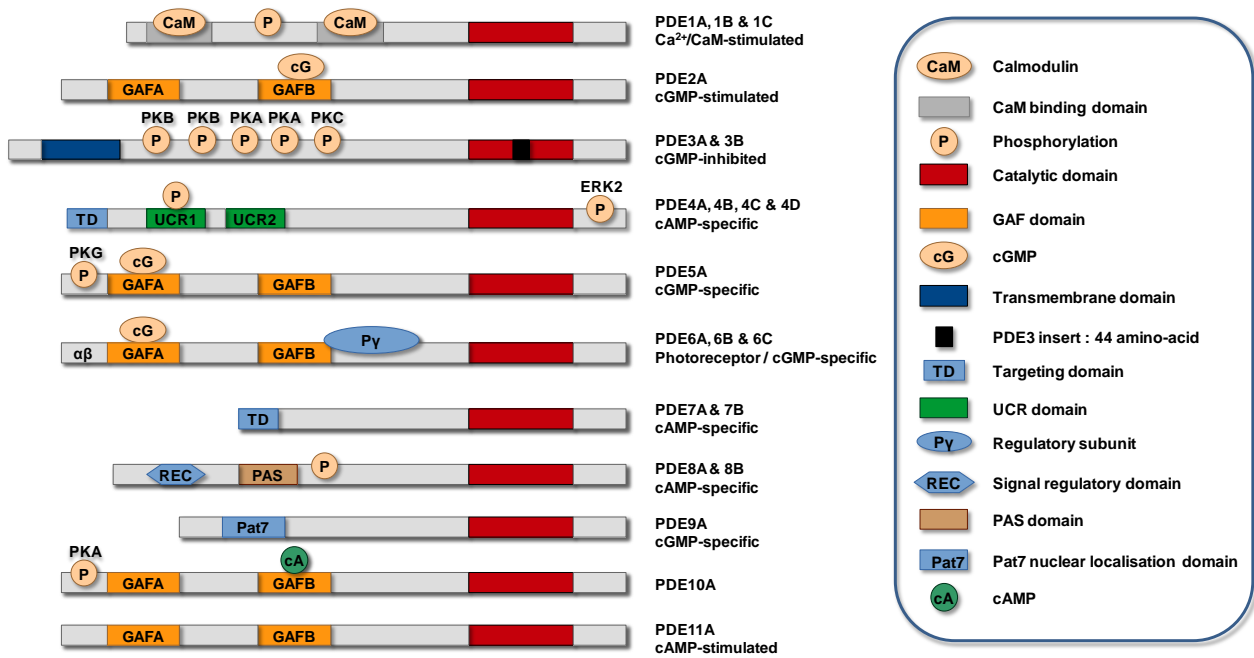 CaM P CaM
PDE1A, 1B & 1C
Ca²⁺/CaM-stimulated
cG
GAFA GAFB
PDE2A
cGMP-stimulated
PKB PKB PKA PKA PKC
P P P P P
PDE3A & 3B
cGMP-inhibited
ERK2
P P
TD UCR1 UCR2
PDE4A, 4B, 4C & 4D
cAMP-specific
PKG
P cG
GAFA GAFB
PDE5A
cGMP-specific
cG
αβ GAFA GAFB Pγ
PDE6A, 6B & 6C
Photoreceptor / cGMP-specific
TD
PDE7A & 7B
cAMP-specific
REC PAS P
PDE8A & 8B
cAMP-specific
Pat7
PDE9A
cGMP-specific
PKA
P cA
GAFA GAFB
PDE10A
GAFA GAFB
PDE11A
cAMP-stimulated
CaM Calmodulin
CaM binding domain
P Phosphorylation
Catalytic domain
GAF domain
cG cGMP
Transmembrane domain
PDE3 insert : 44 amino-acid
TD Targeting domain
UCR domain
Pγ Regulatory subunit
REC Signal regulatory domain
PAS domain
Pat7 Pat7 nuclear localisation domain
cA cAMP